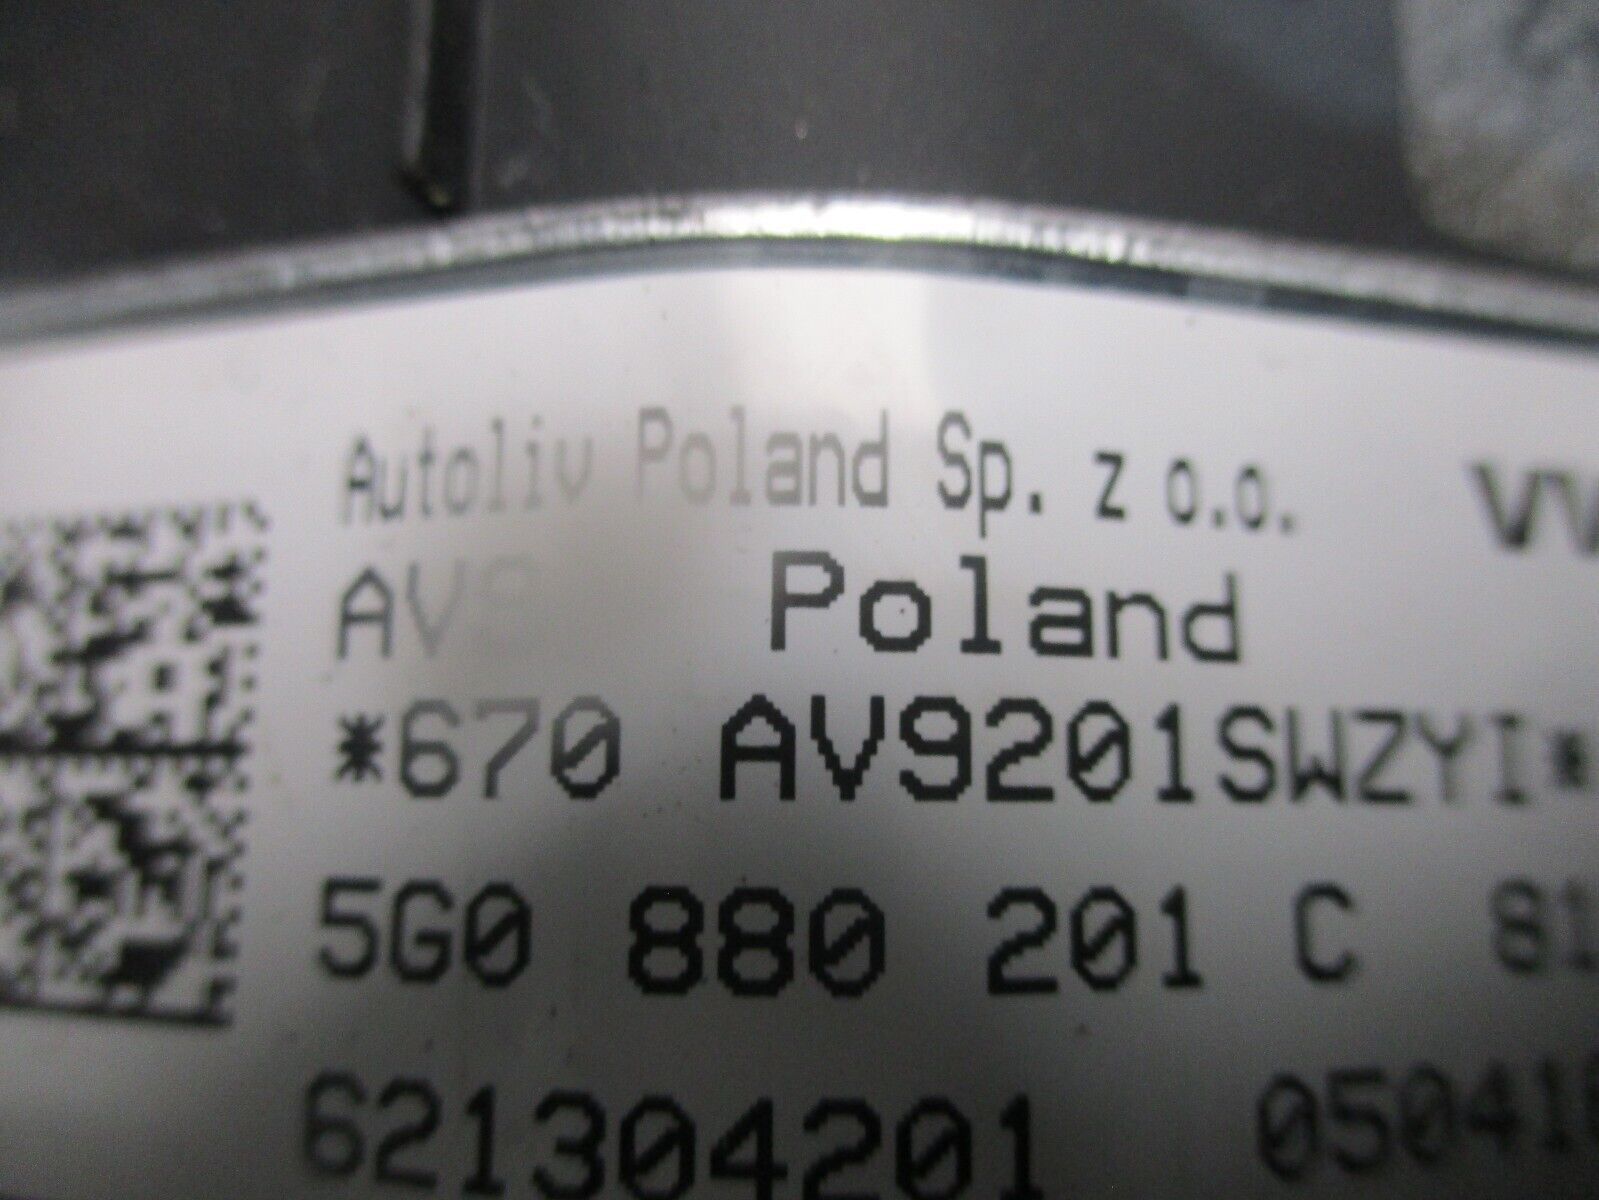 Autoliv Poland Sp. z o.o.
Poland
*670 AV9201SWZYI*
5G0 880 201 C
621304201